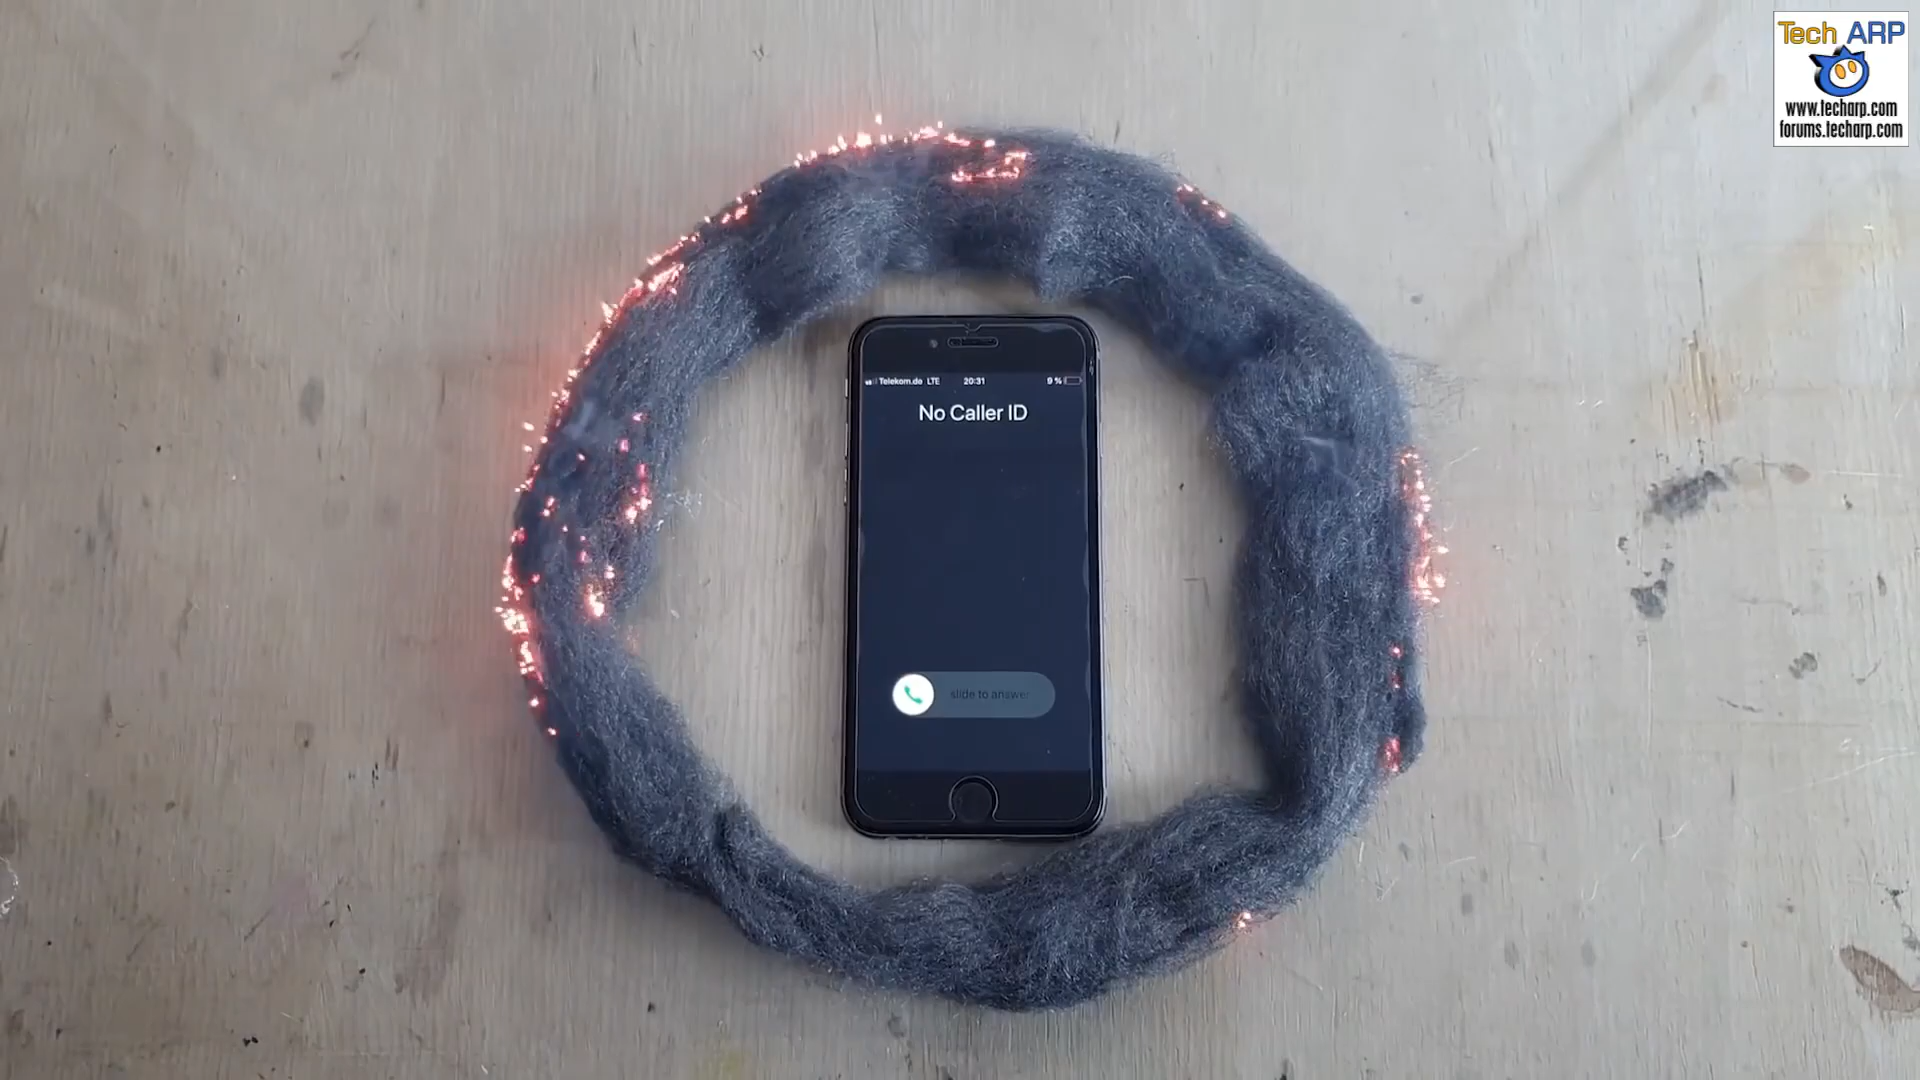 Tech ARP
www.techarp.com
forums.techarp.com
Telekom.de LTE 20:31 9 %
No Caller ID
slide to answer